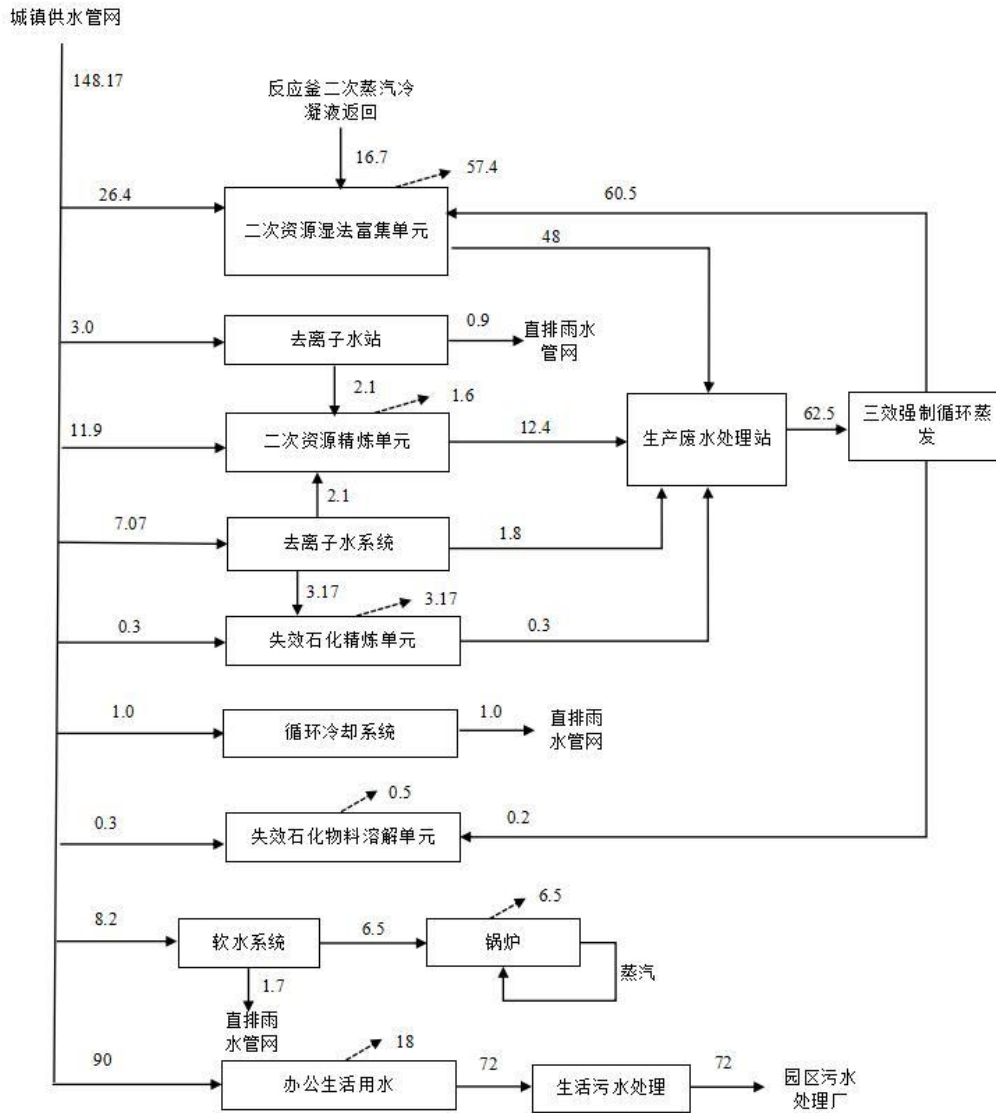 城镇供水管网
148.17
反应釜二次蒸汽冷
凝液返回
16.7
57.4
26.4
60.5
二次资源湿法富集单元
48
3.0
去离子水站
0.9
直排雨水
管网
2.1
1.6
11.9
二次资源精炼单元
12.4
生产废水处理站
62.5
三效强制循环蒸
发
2.1
7.07
去离子水系统
1.8
3.17
3.17
0.3
失效石化精炼单元
0.3
1.0
循环冷却系统
1.0
直排雨
水管网
0.5
0.3
失效石化物料溶解单元
0.2
6.5
8.2
软水系统
6.5
锅炉
蒸汽
1.7
直排雨
水管网
90
18
办公生活用水
72
生活污水处理
72
园区污水
处理厂